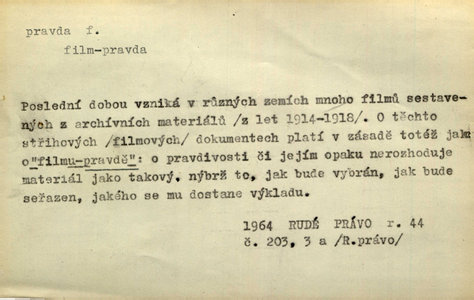 pravda f.
film-pravda
Poslední dobou vzniká v různých zemích mnoho filmů sestave-
ných z archívních materiálů /z let 1914-1918/. O těchto
střihových /filmových/ dokumentech platí v zásadě totéž jako
o"filmu-pravdě": o pravdivosti či jejím opaku nerozhoduje
materiál jako takový. nýbrž to, jak bude vybrán, jak bude
seřazen, jakého se mu dostane výkladu.
1964 RUDÉ PRÁVO r. 44
č. 203, 3 a /R.právo/